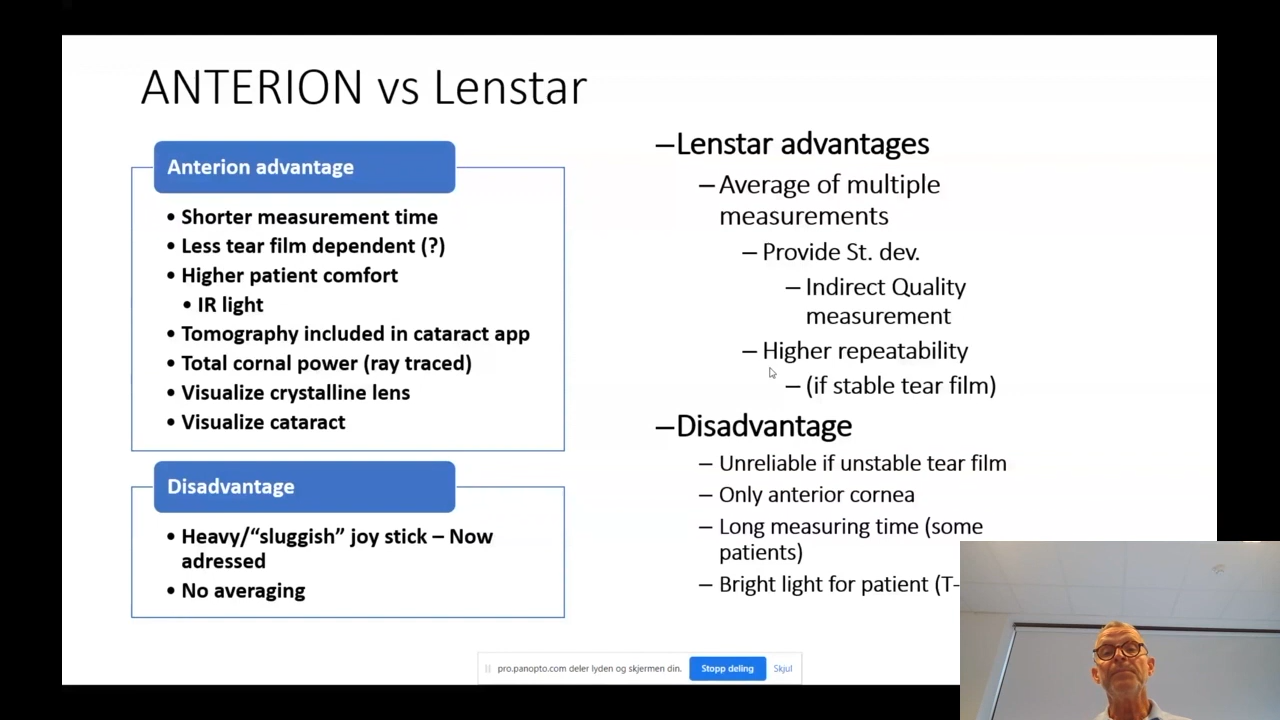 ANTERION vs Lenstar
Anterion advantage
• Shorter measurement time
• Less tear film dependent (?)
• Higher patient comfort
• IR light
• Tomography included in cataract app
• Total cornal power (ray traced)
• Visualize crystalline lens
• Visualize cataract
Disadvantage
• Heavy/“sluggish” joy stick – Now
adressed
• No averaging
–Lenstar advantages
– Average of multiple
measurements
– Provide St. dev.
– Indirect Quality
measurement
– Higher repeatability
– (if stable tear film)
–Disadvantage
– Unreliable if unstable tear film
– Only anterior cornea
– Long measuring time (some
patients)
– Bright light for patient (T-
pro.panopto.com deler lyden og skjermen din.
Stopp deling
Skjul